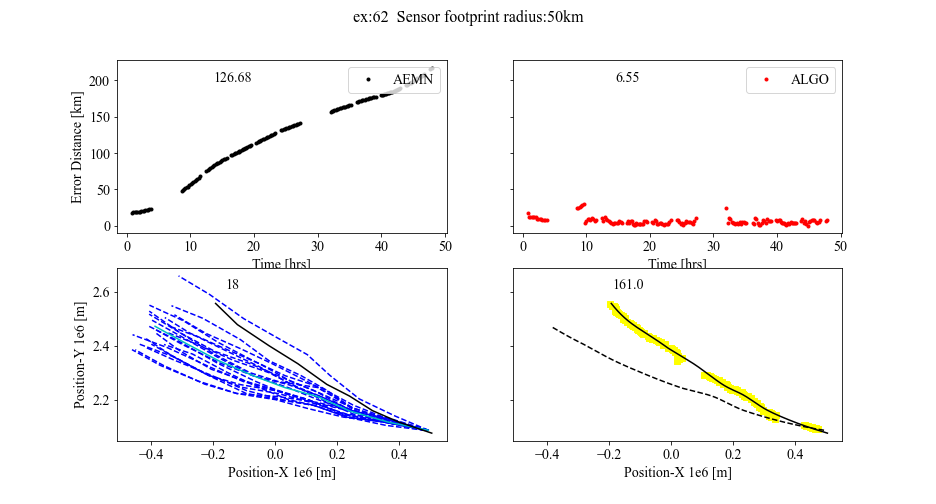 ex:62  Sensor footprint radius:50km
126.68
AEMN
6.55
ALGO
Error Distance [km]
200
150
100
50
0
0 10 20 30 40 50
0 10 20 30 40 50
Time [hrs]
Time [hrs]
18
161.0
Position-Y 1e6 [m]
2.6
2.4
2.2
−0.4 −0.2 0.0 0.2 0.4
−0.4 −0.2 0.0 0.2 0.4
Position-X 1e6 [m]
Position-X 1e6 [m]